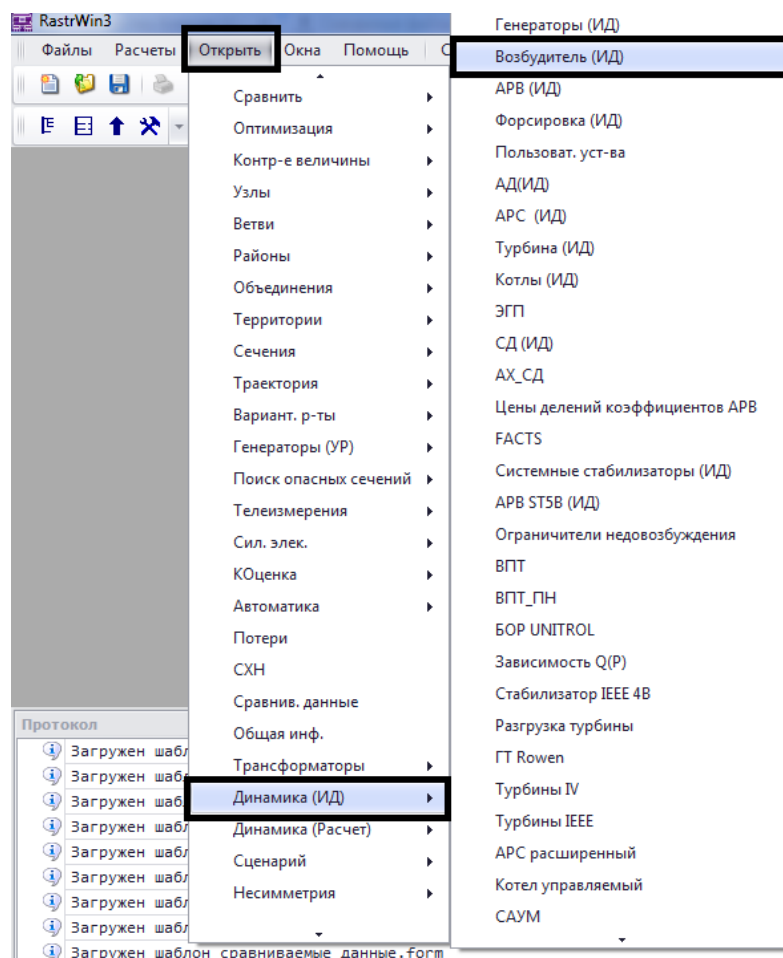 RastrWin3
Файлы Расчеты Открыть Окна Помощь С
Сравнить
Оптимизация
Контр-е величины
Узлы
Ветви
Районы
Объединения
Территории
Сечения
Траектория
Вариант. р-ты
Генераторы (УР)
Поиск опасных сечений
Телеизмерения
Сил. элек.
КОценка
Автоматика
Потери
СХН
Сравнив. данные
Общая инф.
Трансформаторы
Динамика (ИД)
Динамика (Расчет)
Сценарий
Несимметрия
Генераторы (ИД)
Возбудитель (ИД)
АРВ (ИД)
Форсировка (ИД)
Пользоват. уст-ва
АД(ИД)
АРС (ИД)
Турбина (ИД)
Котлы (ИД)
ЭГП
СД (ИД)
АХ_СД
Цены делений коэффициентов АРВ
FACTS
Системные стабилизаторы (ИД)
АРВ ST5B (ИД)
Ограничители недовозбуждения
ВПТ
ВПТ_ПН
БОР UNITROL
Зависимость Q(P)
Стабилизатор IEEE 4B
Разгрузка турбины
ГТ Rowen
Турбины IV
Турбины IEEE
АРС расширенный
Котел управляемый
САУМ
Протокол
Загружен шабл
Загружен шабл
Загружен шабл
Загружен шабл
Загружен шабл
Загружен шабл
Загружен шабл
Загружен шабл
Загружен шаблон сравниваемые данные.form